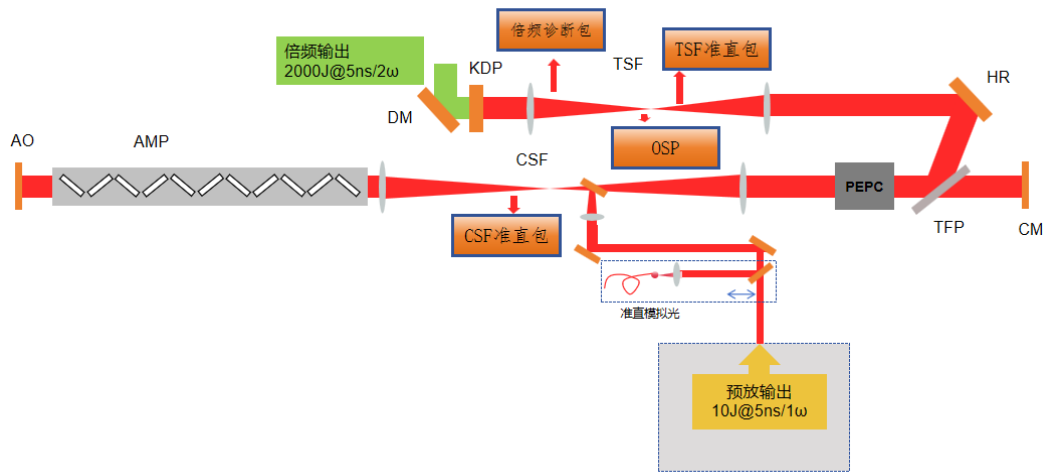 倍频输出
2000J@5ns/2ω
倍频诊断包
TSF
TSF准直包
KDP
HR
DM
OSP
AO
AMP
CSF
PEPC
TFP
CM
CSF准直包
准直模拟光
预放输出
10J@5ns/1ω